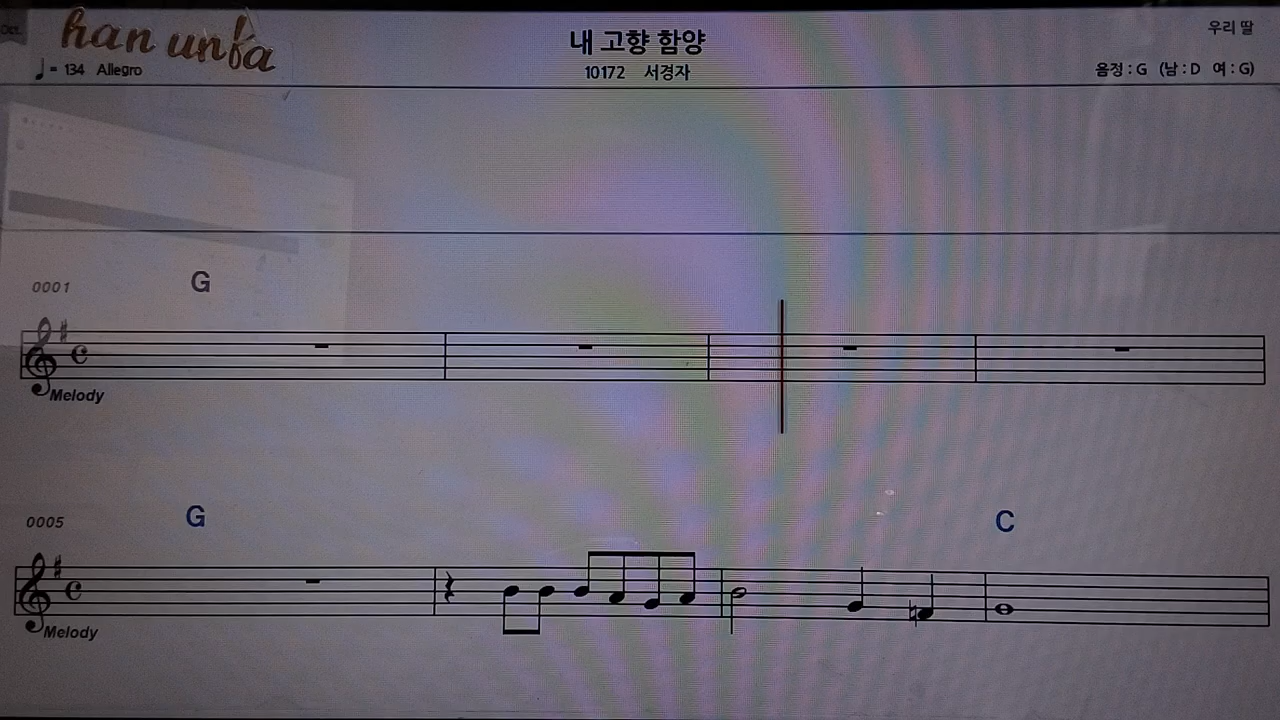 Oct.
han unba
우리 딸
내 고향 함양
♩= 134 Allegro
10172 서경자
음정 : G (남 : D 여 : G)
0001
G
Melody
0005
G
C
Melody